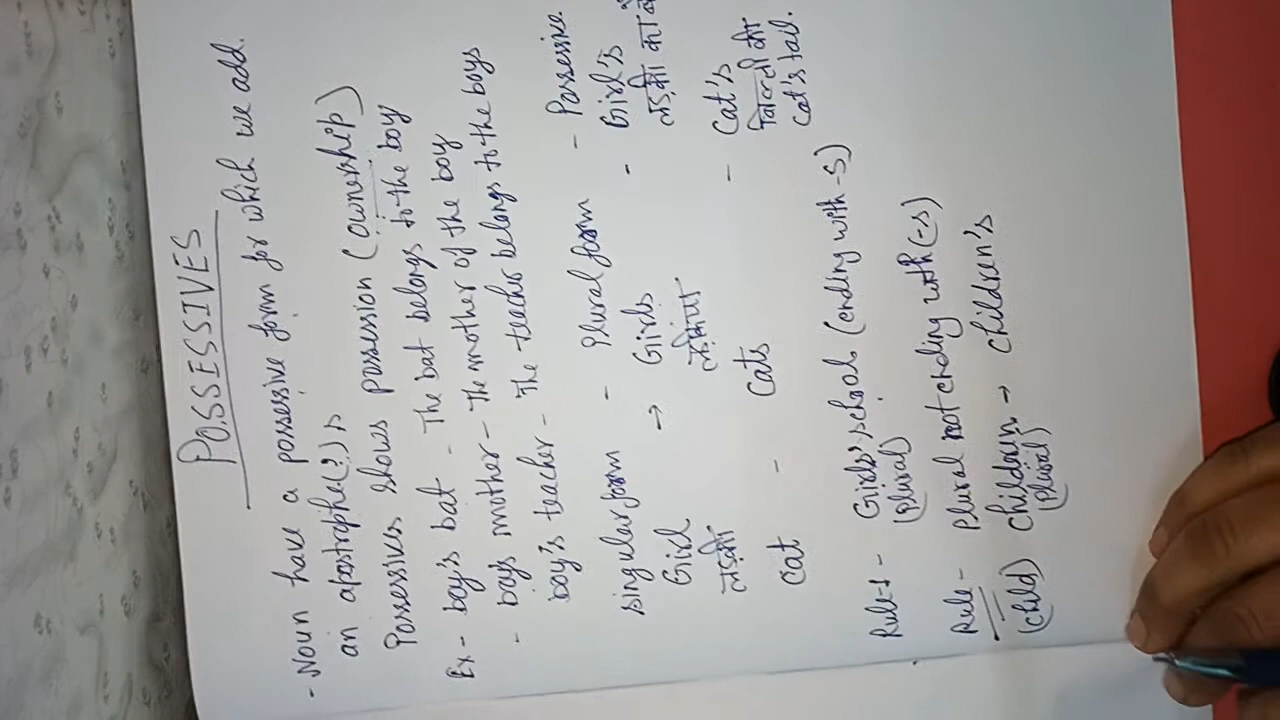 POSSESSIVES
- Noun have a possessive form for which we add.
an apostrophe(')s
Possessives shows possession (ownership)
Ex- boy's bat - The bat belongs to the boy
- boy's mother - The mother of the boy
boy's teacher - The teacher belongs to the boys
singular form - Plural form - Possessive
Girl → Girls - Girl's
लड़की लड़कियां लड़की का
cat - Cats - Cat's
बिल्ली की
Cat's tail.
Rule-1 - Girls' school (ending with -s)
(Plural)
Rule - Plural not ending with (-s)
(child) Children → children's
(Plural)